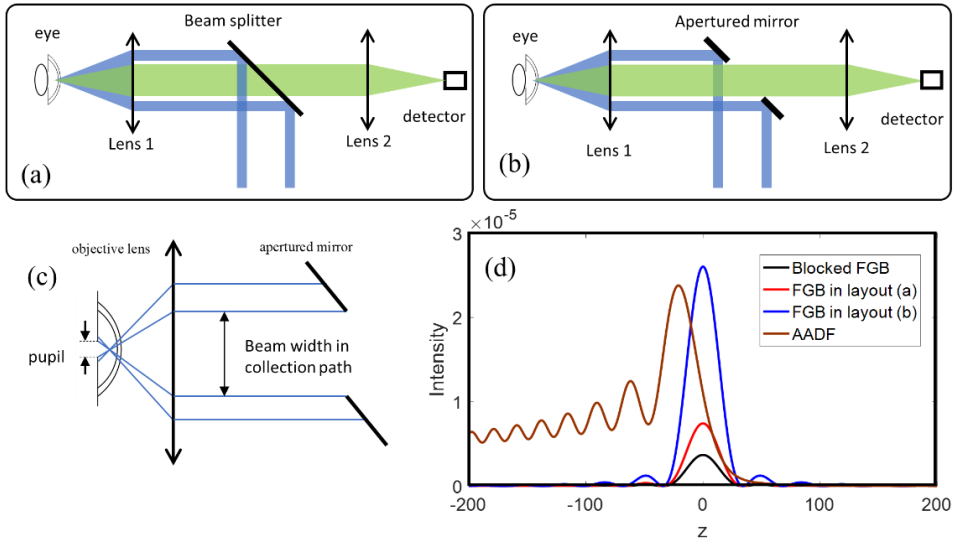 Beam splitter
eye
Lens 1
Lens 2
detector
(a)
Apertured mirror
eye
Lens 1
Lens 2
detector
(b)
(c)
objective lens
apertured mirror
pupil
Beam width in
collection path
×10⁻⁵
(d)
3
2
1
0
Intensity
Blocked FGB
FGB in layout (a)
FGB in layout (b)
AADF
-200
-100
0
100
200
z